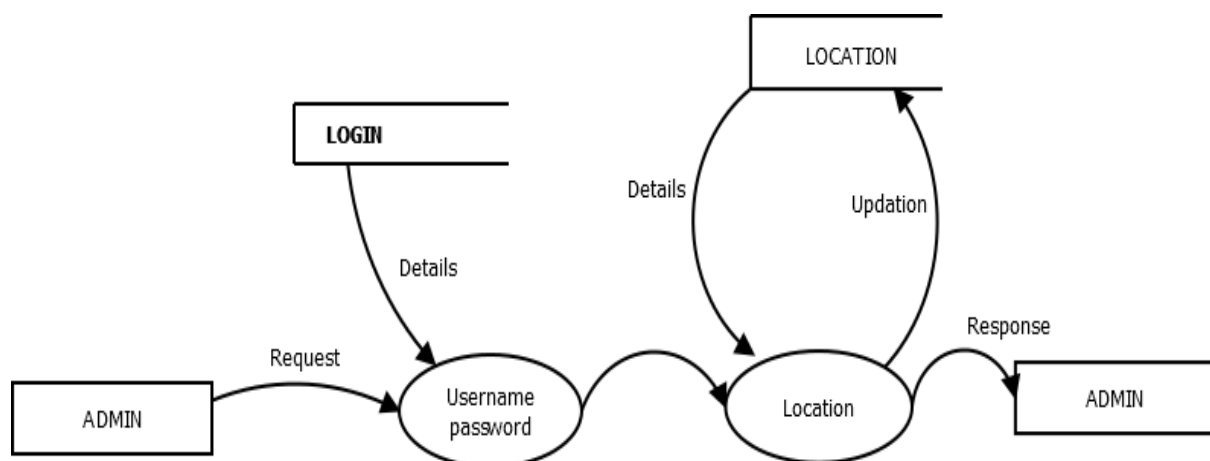 LOCATION
LOGIN
Details
Updation
Details
Response
Request
Username
password
Location
ADMIN
ADMIN